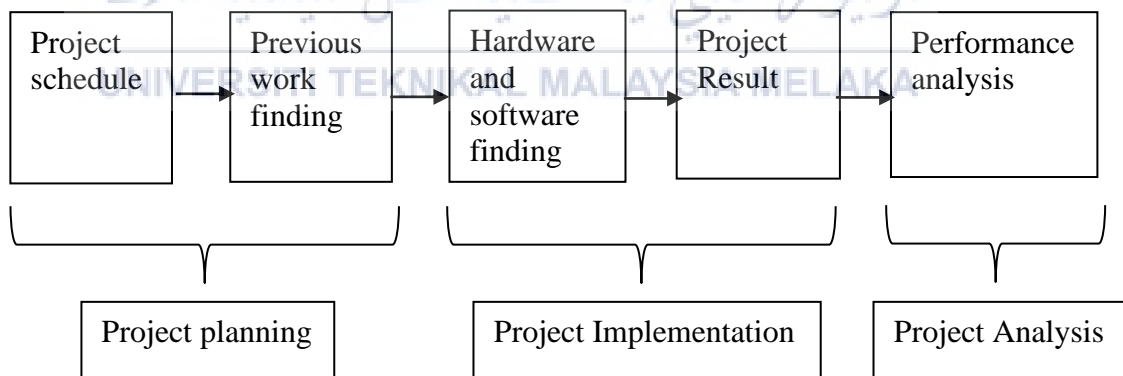 Project
schedule
Previous
work
finding
Hardware
and
software
finding
Project
Result
Performance
analysis
UNIVERSITI TEKNIKAL MALAYSIA MELAKA
Project planning
Project Implementation
Project Analysis